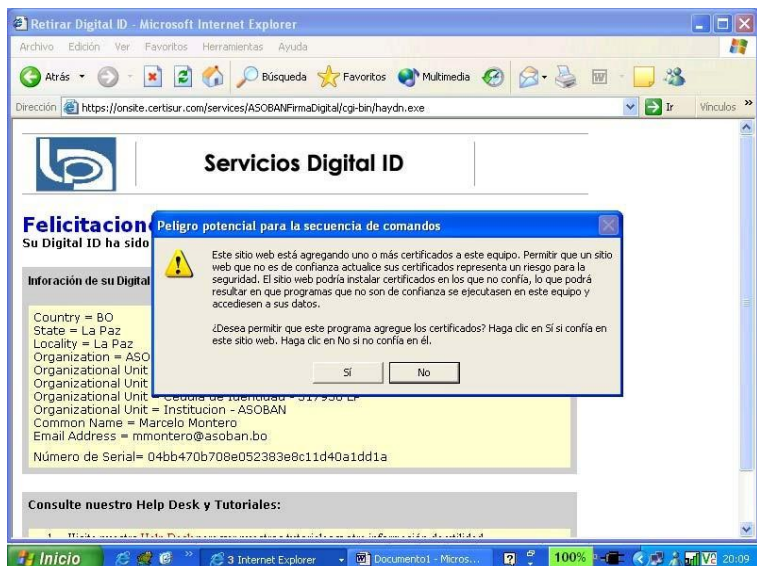 Retirar Digital ID - Microsoft Internet Explorer
Archivo Edición Ver Favoritos Herramientas Ayuda
Atrás Búsqueda Favoritos Multimedia
Dirección https://onsite.certisur.com/services/ASOBANFirmaDigital/cgi-bin/haydn.exe Ir Vínculos »
Servicios Digital ID
Felicitacion
Su Digital ID ha sido
Inforación de su Digital
Peligro potencial para la secuencia de comandos
Este sitio web está agregando uno o más certificados a este equipo. Permitir que un sitio
web que no es de confianza actualice sus certificados representa un riesgo para la
seguridad. El sitio web podría instalar certificados en los que no confía, lo que podrá
resultar en que programas que no son de confianza se ejecutasen en este equipo y
accediesen a sus datos.
¿Desea permitir que este programa agregue los certificados? Haga clic en Sí si confía en
este sitio web. Haga clic en No si no confía en él.
Sí No
Country = BO
State = La Paz
Locality = La Paz
Organization = ASO
Organizational Unit
Organizational Unit
Organizational Unit = Cedula de Identidad -
Organizational Unit = Institucion - ASOBAN
Common Name = Marcelo Montero
Email Address = mmontero@asoban.bo
Número de Serial= 04bb470b708e052383e8c11d40a1dd1a
Consulte nuestro Help Desk y Tutoriales:
Inicio » 3 Internet Explorer Documento1 - Micros... 100% 20:09